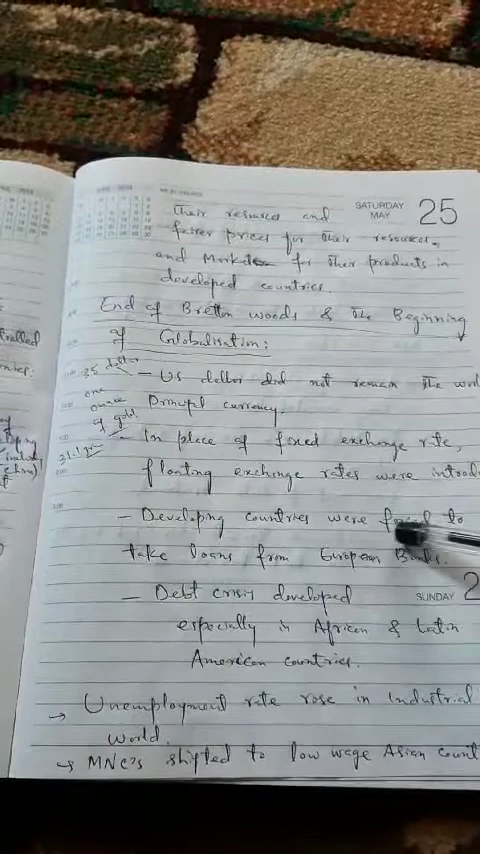 SATURDAY
MAY 25
their resources and
fairer prices for their resources,
and Market for their products in
developed countries.
End of Bretton woods & the Beginning
of Globalisation:
35 dollar
one
ounce
of gold.
- US dollar did not remain the
Principal currency.
- In place of fixed exchange rate,
floating exchange rates were
- Developing countries were forced to
take loans from European Banks.
SUNDAY 2
- Debt crisis developed
especially in African & Latin
American countries.
→ Unemployment rate rose in Industrial
world.
→ MNC's shifted to low wage Asian